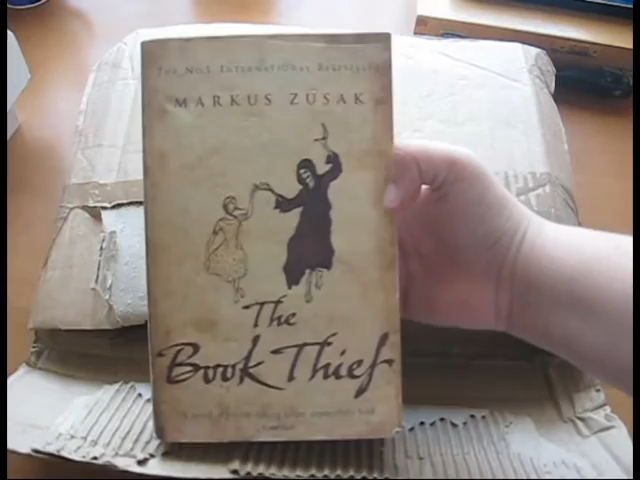 THE NO.1 INTERNATIONAL BESTSELLER
MARKUS ZUSAK
The
Book Thief